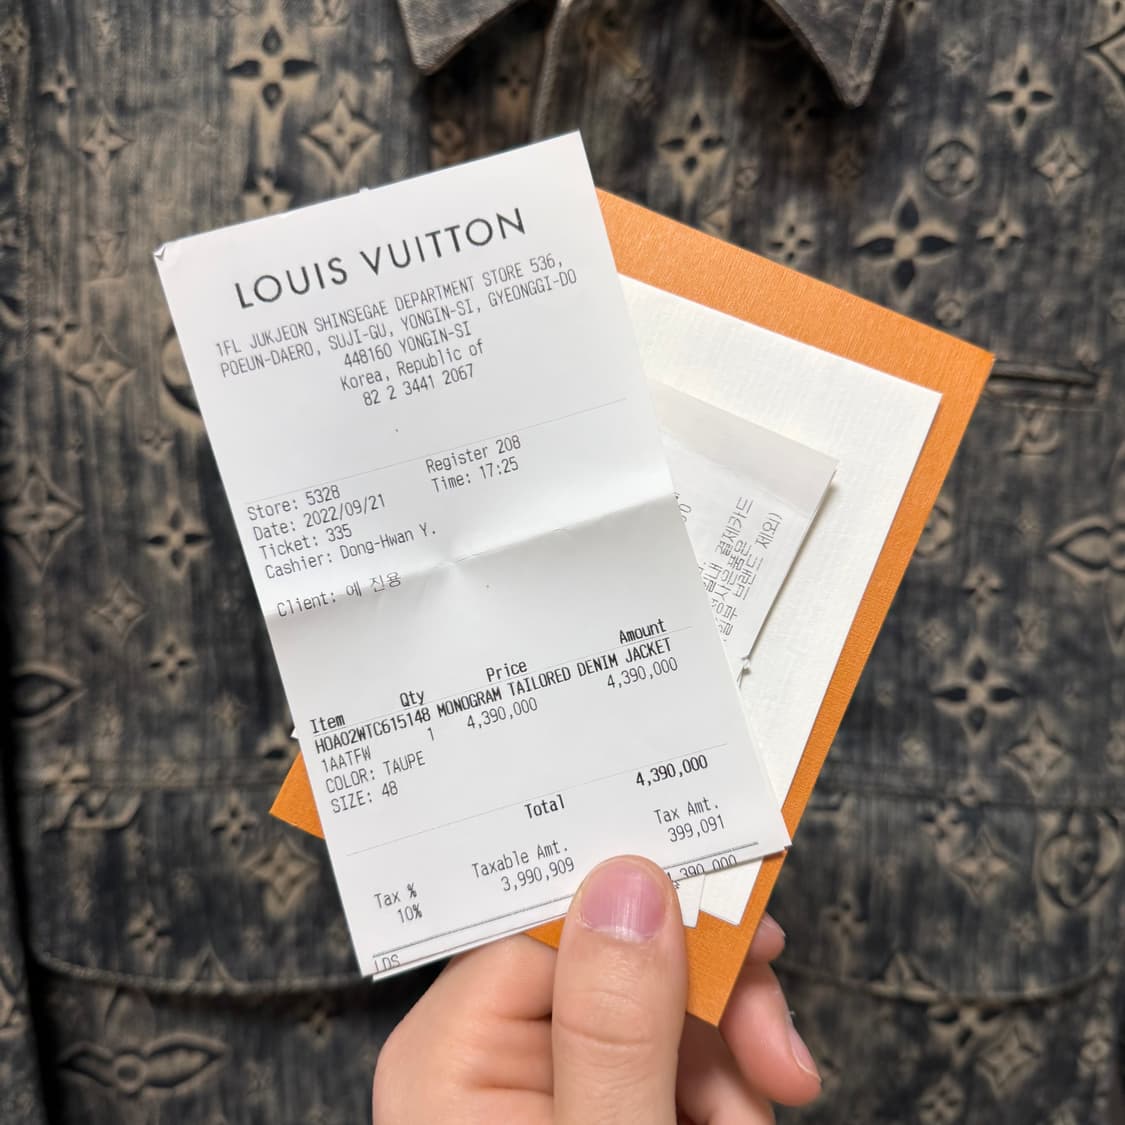 LOUIS VUITTON
1FL JUKJEON SHINSEGAE DEPARTMENT STORE 536,
POEUN-DAERO, SUJI-GU, YONGIN-SI, GYEONGGI-DO
448160 YONGIN-SI
Korea, Republic of
82 2 3441 2067
Store: 5328 Register 208
Date: 2022/09/21 Time: 17:25
Ticket: 335
Cashier: Dong-Hwan Y.
Client: 예 진용
Item Qty Price Amount
HOA02WTC615148 MONOGRAM TAILORED DENIM JACKET
1AATFW 1 4,390,000 4,390,000
COLOR: TAUPE
SIZE: 48
Total 4,390,000
Tax % Taxable Amt. Tax Amt.
10% 3,990,909 399,091
LDS 4,390,000